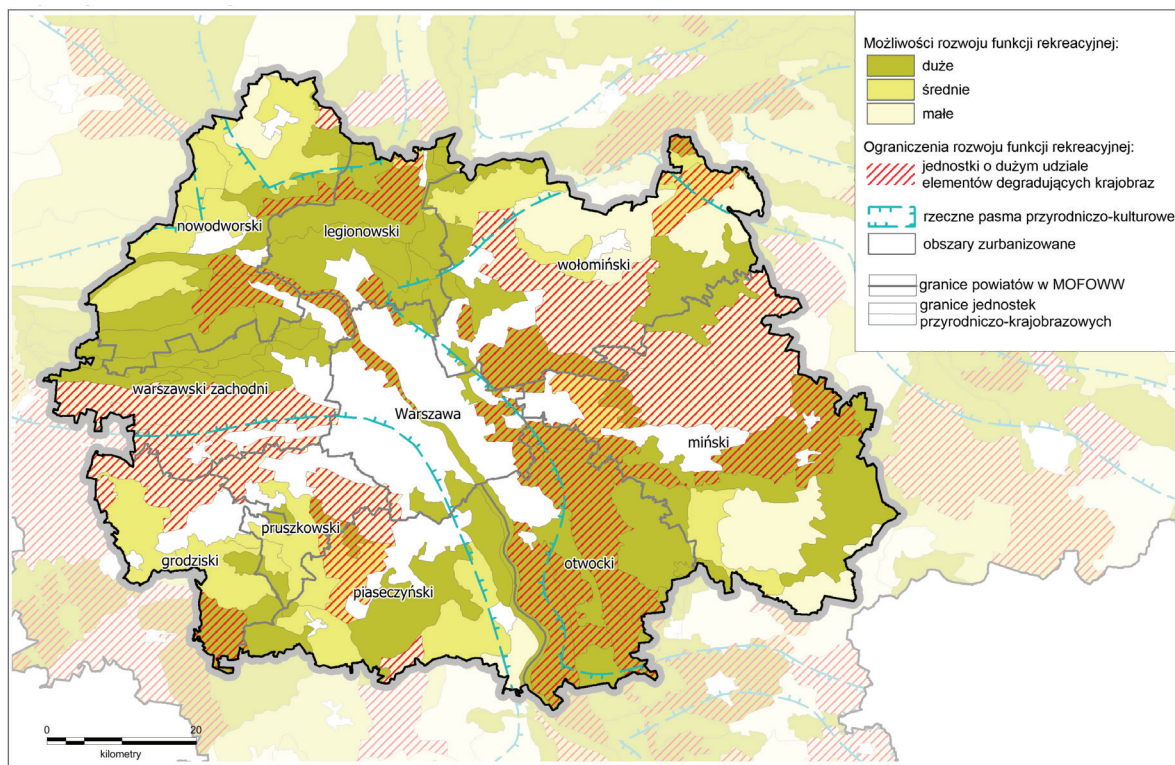 Możliwości rozwoju funkcji rekreacyjnej:
duże
średnie
małe
Ograniczenia rozwoju funkcji rekreacyjnej:
jednostki o dużym udziale
elementów degradujących krajobraz
rzeczne pasma przyrodniczo-kulturowe
obszary zurbanizowane
granice powiatów w MOFOWW
granice jednostek
przyrodniczo-krajobrazowych
nowodworski
legionowski
wołomiński
warszawski zachodni
Warszawa
miński
pruszkowski
grodziski
otwocki
piaseczyński
0 20
kilometry